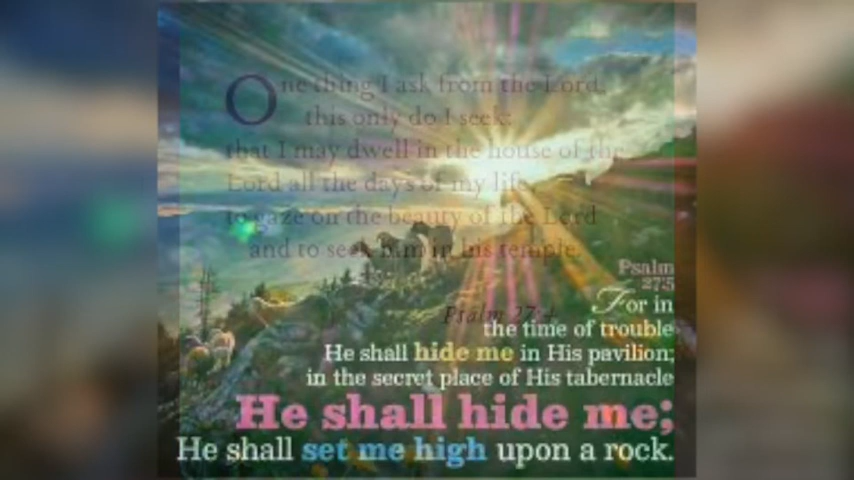 One thing I ask from the Lord,
this only do I seek:
that I may dwell in the house of the
Lord all the days of my life,
to gaze on the beauty of the Lord
and to seek him in his temple.
Psalm 27:4
Psalm
27:5
For in
the time of trouble
He shall hide me in His pavilion;
in the secret place of His tabernacle
He shall hide me;
He shall set me high upon a rock.